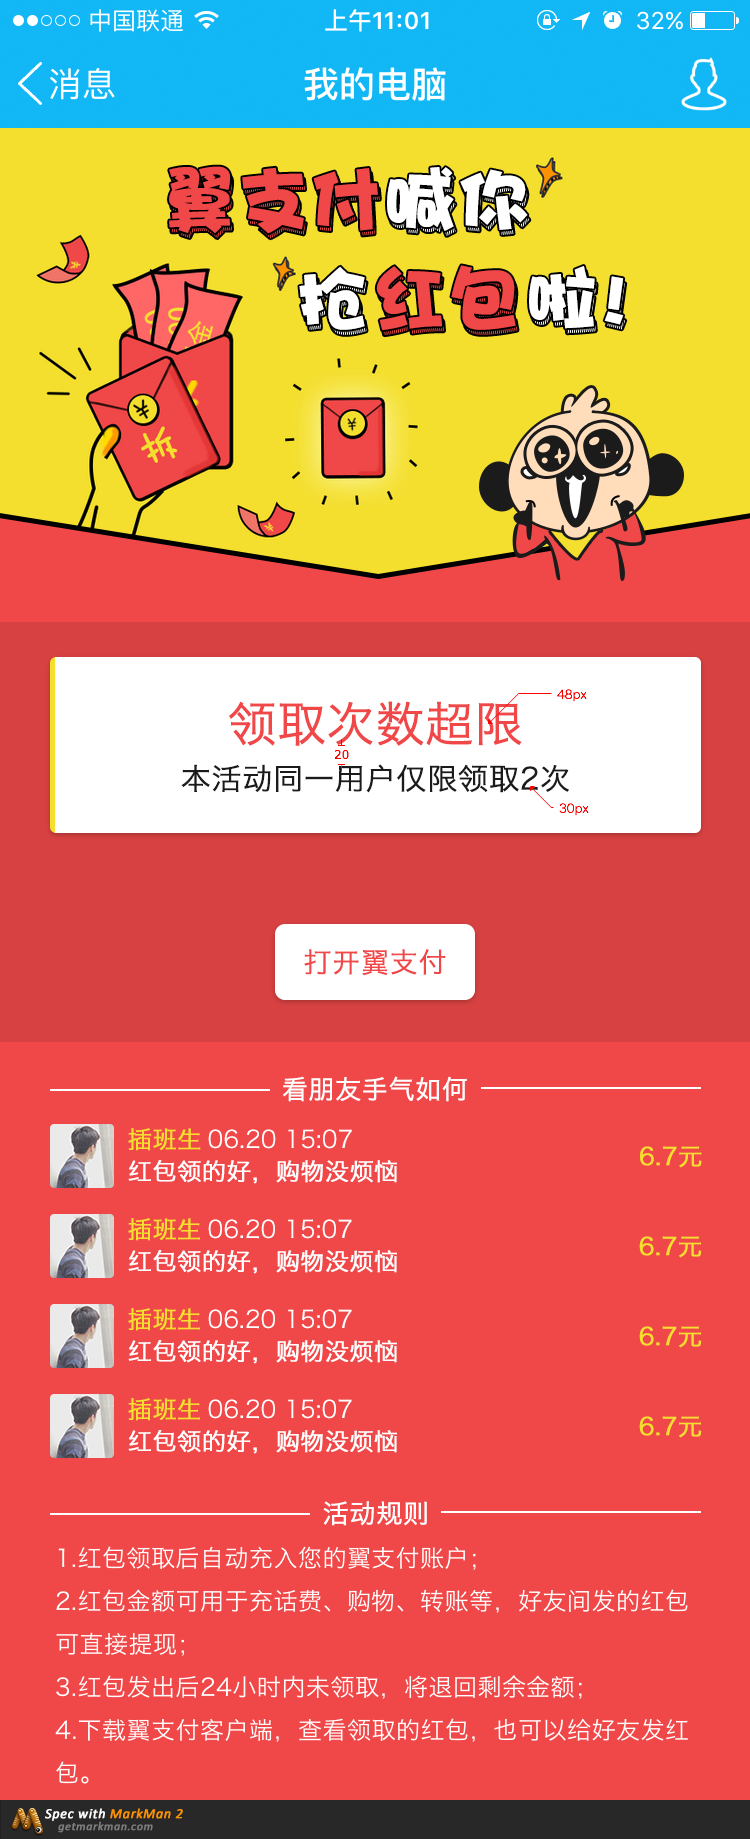 中国联通
上午11:01
32%
消息
我的电脑
翼支付喊你
抢红包啦!
领取次数超限
48px
20
本活动同一用户仅限领取2次
30px
打开翼支付
看朋友手气如何
插班生 06.20 15:07
红包领的好，购物没烦恼
6.7元
插班生 06.20 15:07
红包领的好，购物没烦恼
6.7元
插班生 06.20 15:07
红包领的好，购物没烦恼
6.7元
插班生 06.20 15:07
红包领的好，购物没烦恼
6.7元
活动规则
1.红包领取后自动充入您的翼支付账户；
2.红包金额可用于充话费、购物、转账等，好友间发的红包
可直接提现；
3.红包发出后24小时内未领取，将退回剩余金额；
4.下载翼支付客户端，查看领取的红包，也可以给好友发红
包。
Spec with MarkMan 2
getmarkman.com